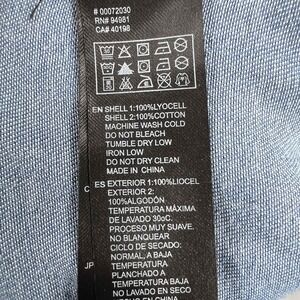 # 00072030
RN# 94981
CA# 40198
EN SHELL 1:100%LYOCELL
SHELL 2:100%COTTON
MACHINE WASH COLD
DO NOT BLEACH
TUMBLE DRY LOW
IRON LOW
DO NOT DRY CLEAN
MADE IN CHINA
C ES EXTERIOR 1:100%LIOCEL
EXTERIOR 2:
100%ALGODÓN
TEMPERATURA MÁXIMA
DE LAVADO 30oC.
PROCESO MUY SUAVE.
NO BLANQUEAR
CICLO DE SECADO:
NORMAL, A BAJA
JP TEMPERATURA
PLANCHADO A
TEMPERATURA BAJA
NO LAVAR EN SECO